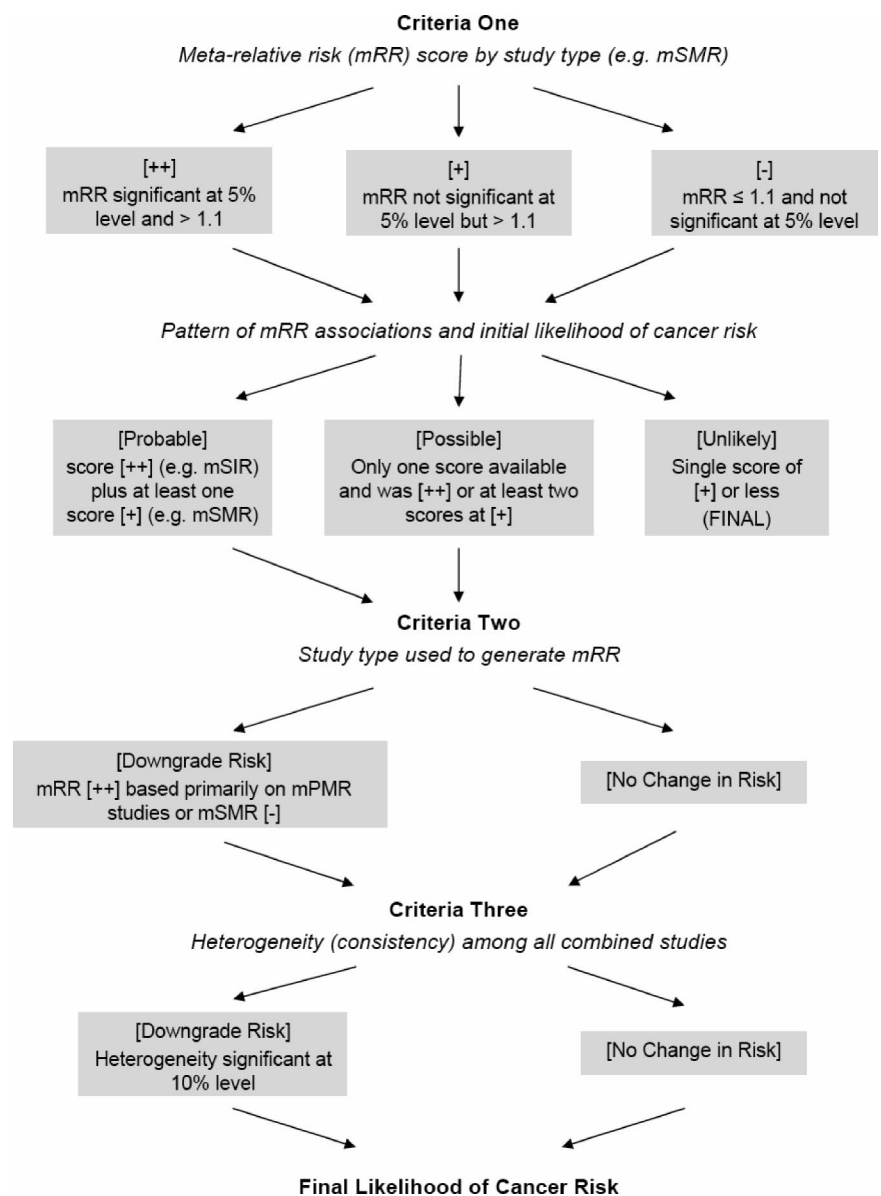 Criteria One
Meta-relative risk (mRR) score by study type (e.g. mSMR)
[++]
mRR significant at 5%
level and > 1.1
[+]
mRR not significant at
5% level but > 1.1
[-]
mRR ≤ 1.1 and not
significant at 5% level
Pattern of mRR associations and initial likelihood of cancer risk
[Probable]
score [++] (e.g. mSIR)
plus at least one
score [+] (e.g. mSMR)
[Possible]
Only one score available
and was [++] or at least two
scores at [+]
[Unlikely]
Single score of
[+] or less
(FINAL)
Criteria Two
Study type used to generate mRR
[Downgrade Risk]
mRR [++] based primarily on mPMR
studies or mSMR [-]
[No Change in Risk]
Criteria Three
Heterogeneity (consistency) among all combined studies
[Downgrade Risk]
Heterogeneity significant at
10% level
[No Change in Risk]
Final Likelihood of Cancer Risk